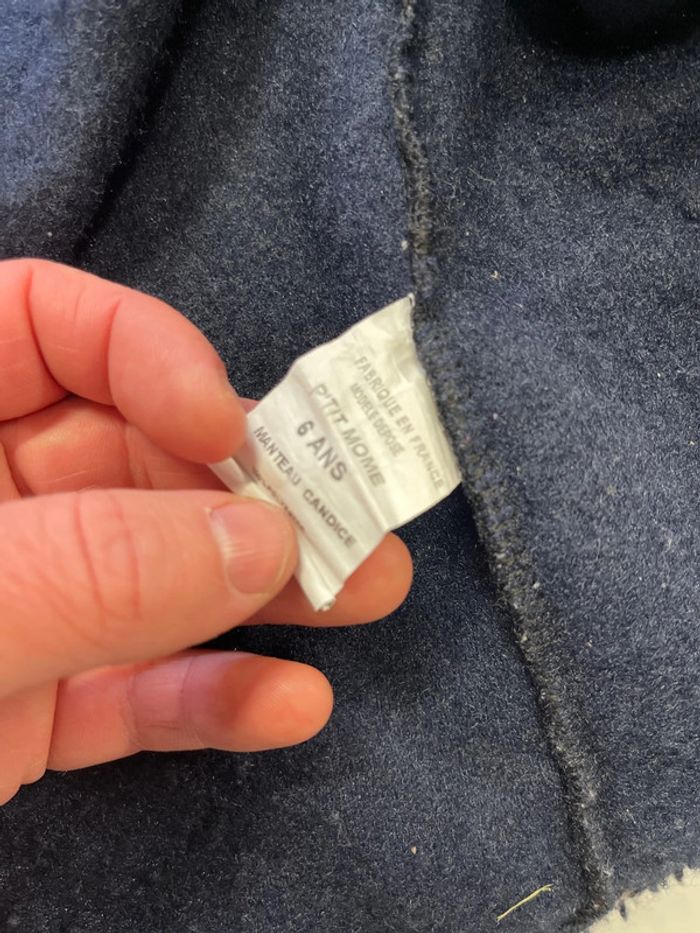 FABRIQUE EN FRANCE
MODELE DEPOSE
P'TIT MOME
6 ANS
MANTEAU CANDICE